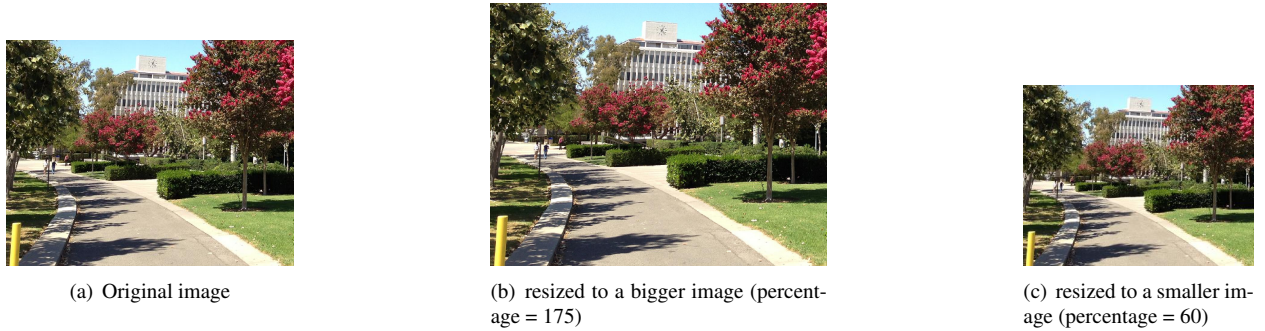 (a) Original image
(b) resized to a bigger image (percent-
age = 175)
(c) resized to a smaller im-
age (percentage = 60)